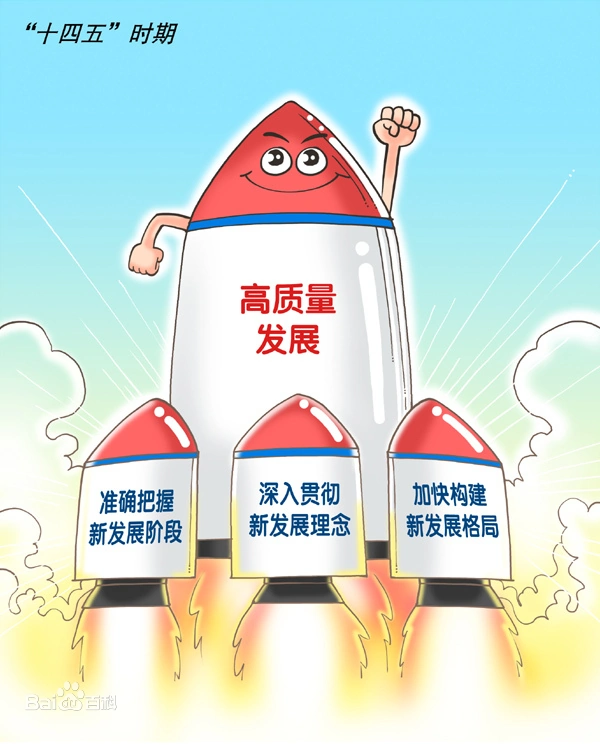 “十四五”时期
高质量
发展
准确把握
新发展阶段
深入贯彻
新发展理念
加快构建
新发展格局
Bai百科